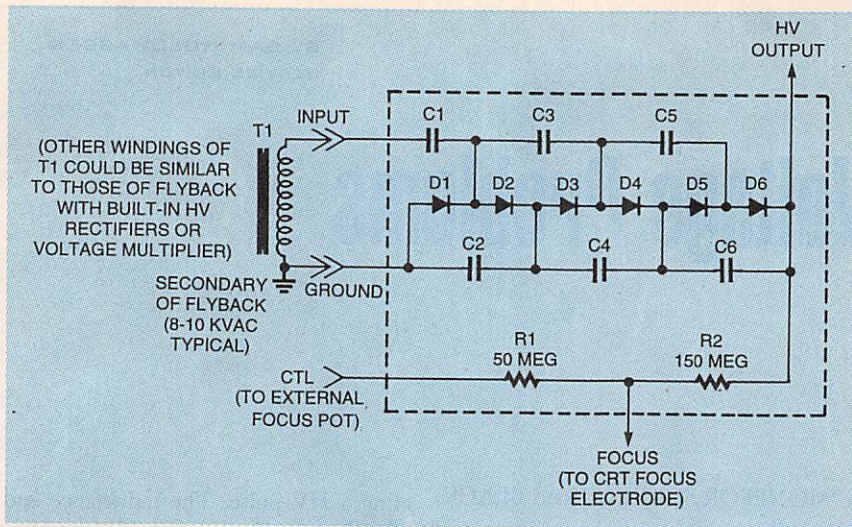 HV
OUTPUT
INPUT
C1
C3
C5
T1
(OTHER WINDINGS OF
T1 COULD BE SIMILAR
TO THOSE OF FLYBACK
WITH BUILT-IN HV
RECTIFIERS OR
VOLTAGE MULTIPLIER)
D1
D2
D3
D4
D5
D6
C2
C4
C6
GROUND
SECONDARY
OF FLYBACK
(8-10 KVAC
TYPICAL)
R1
50 MEG
R2
150 MEG
CTL
(TO EXTERNAL
FOCUS POT)
FOCUS
(TO CRT FOCUS
ELECTRODE)